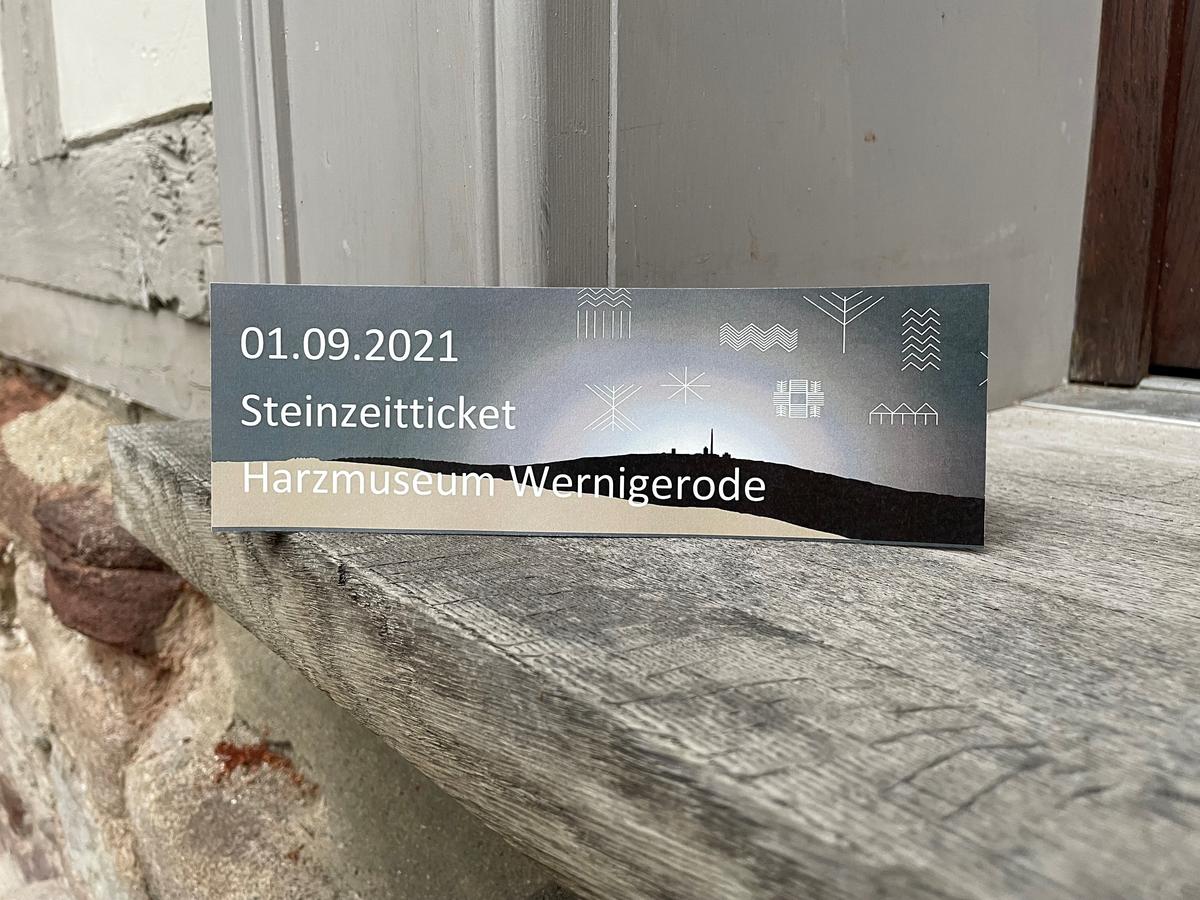 01.09.2021
Steinzeitticket
Harzmuseum Wernigerode